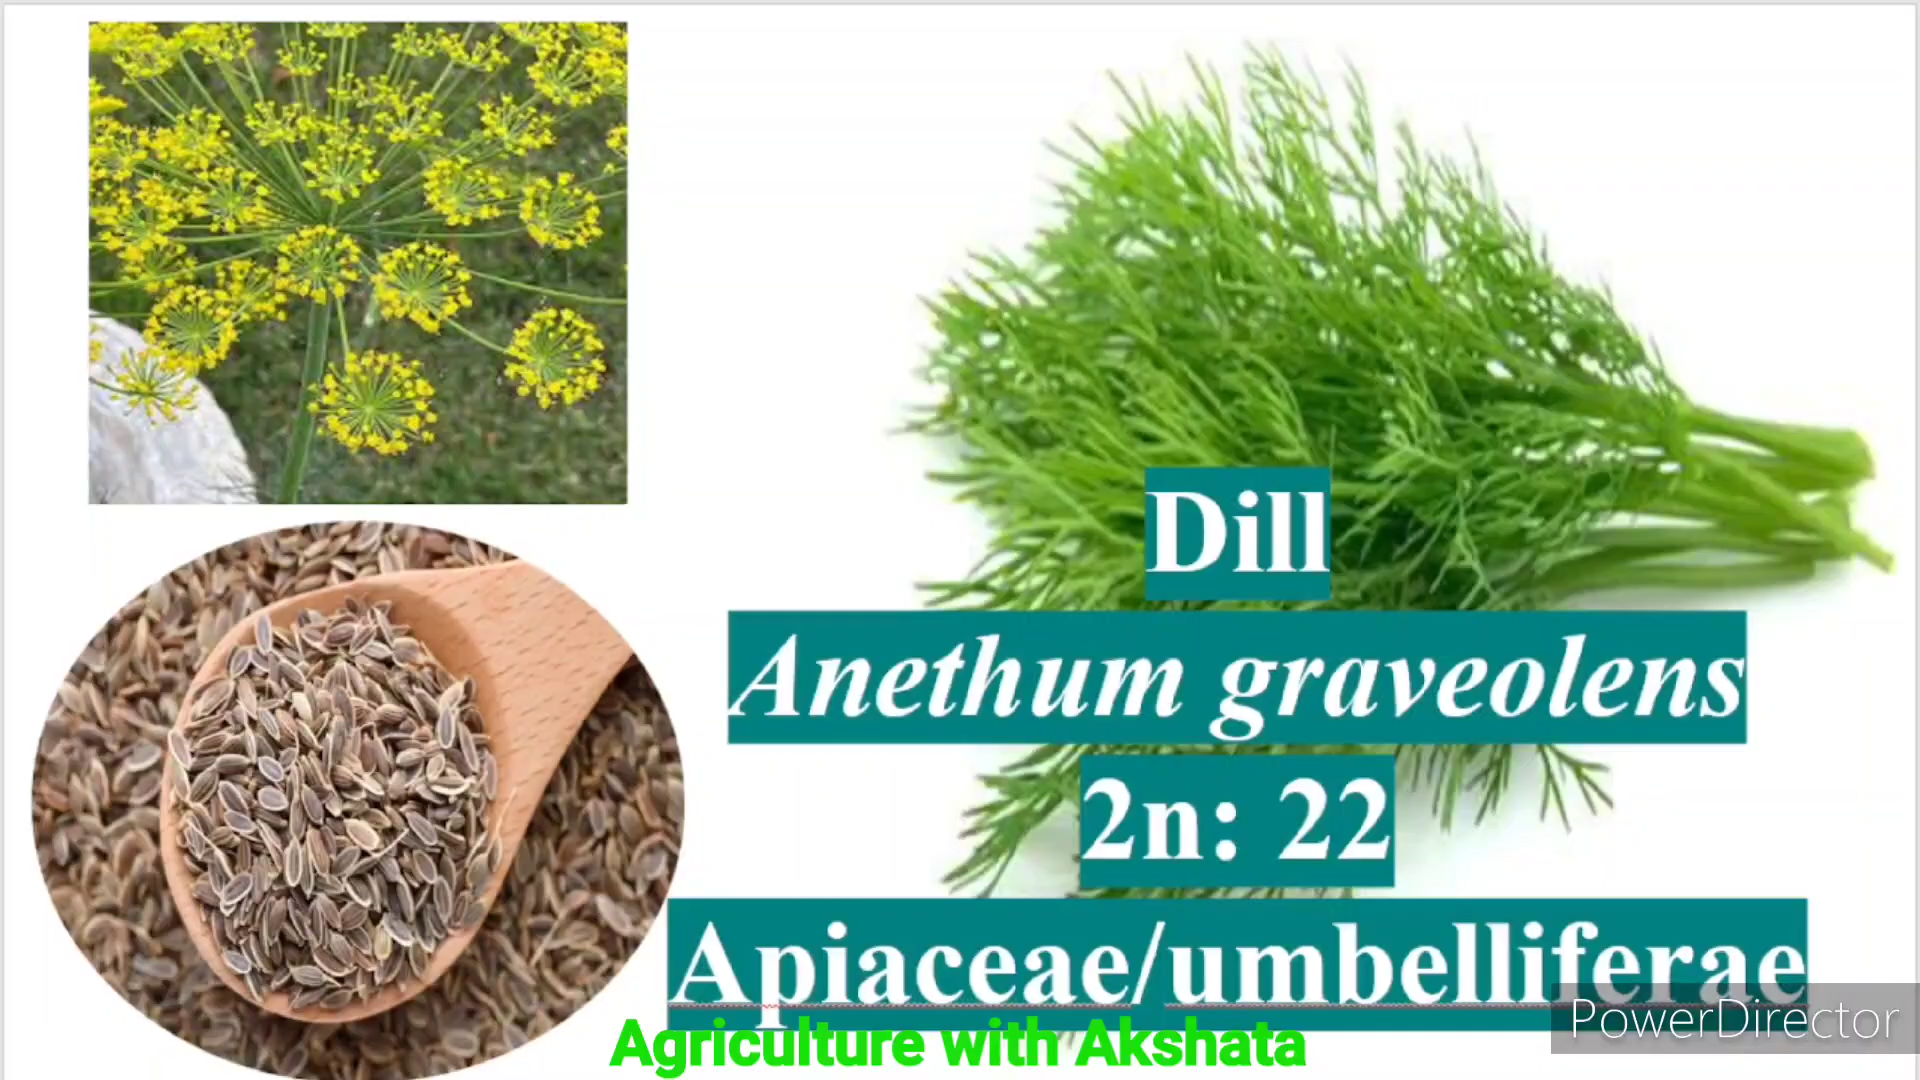 Dill
Anethum graveolens
2n: 22
Apiaceae/umbelliferae
Agriculture with Akshata
PowerDirector